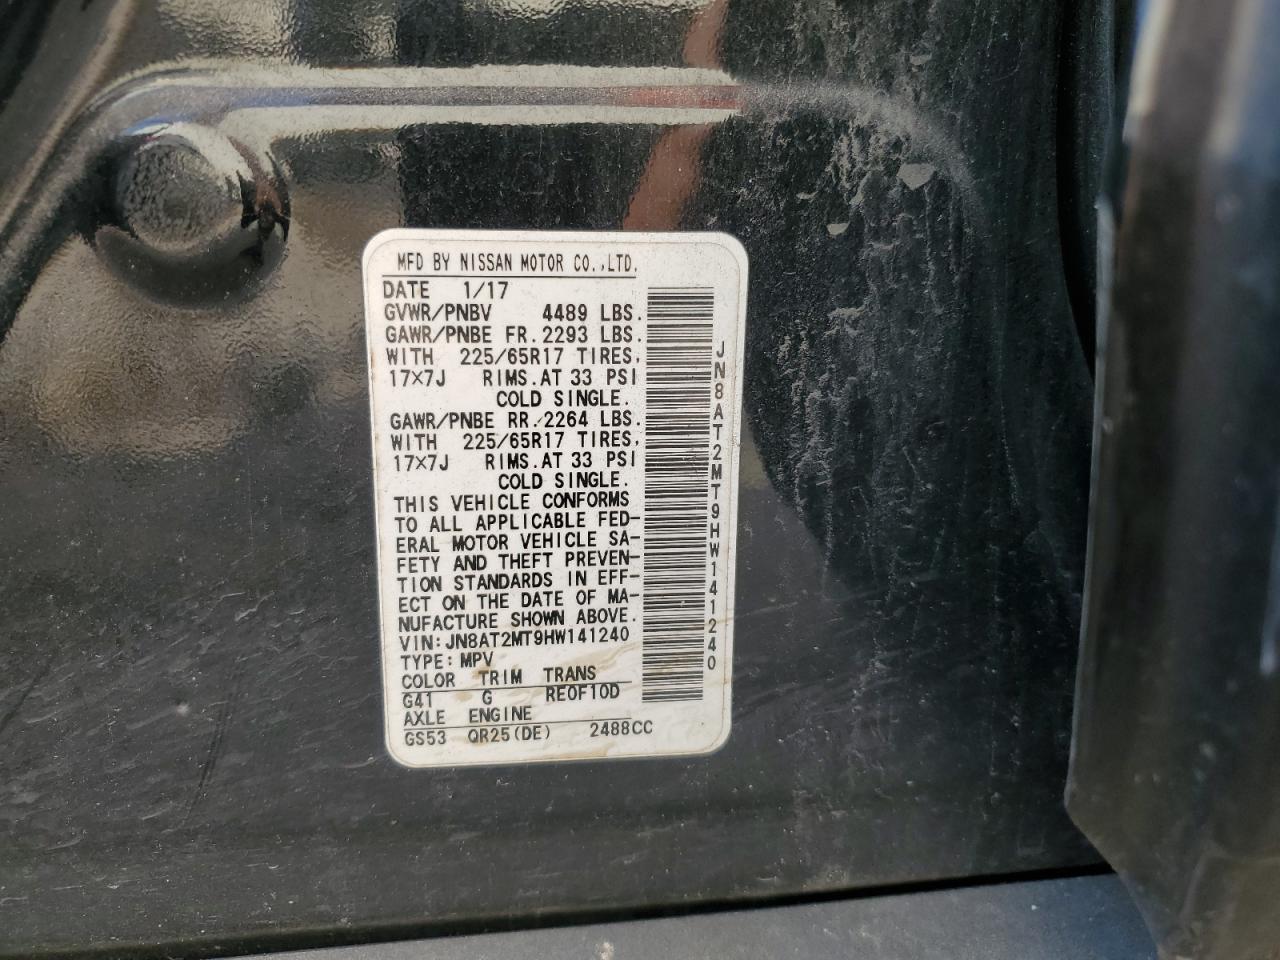 MFD BY NISSAN MOTOR CO.,LTD.
DATE 1/17
GVWR/PNBV 4489 LBS.
GAWR/PNBE FR.2293 LBS.
WITH 225/65R17 TIRES,
17×7J RIMS.AT 33 PSI
COLD SINGLE.
GAWR/PNBE RR.2264 LBS.
WITH 225/65R17 TIRES,
17×7J RIMS.AT 33 PSI
COLD SINGLE.
THIS VEHICLE CONFORMS
TO ALL APPLICABLE FED-
ERAL MOTOR VEHICLE SA-
FETY AND THEFT PREVEN-
TION STANDARDS IN EFF-
ECT ON THE DATE OF MA-
NUFACTURE SHOWN ABOVE.
VIN:JN8AT2MT9HW141240
TYPE:MPV
COLOR TRIM TRANS
G41 G RE0F10D
AXLE ENGINE
GS53 QR25(DE) 2488CC
JN8AT2MT9HW141240